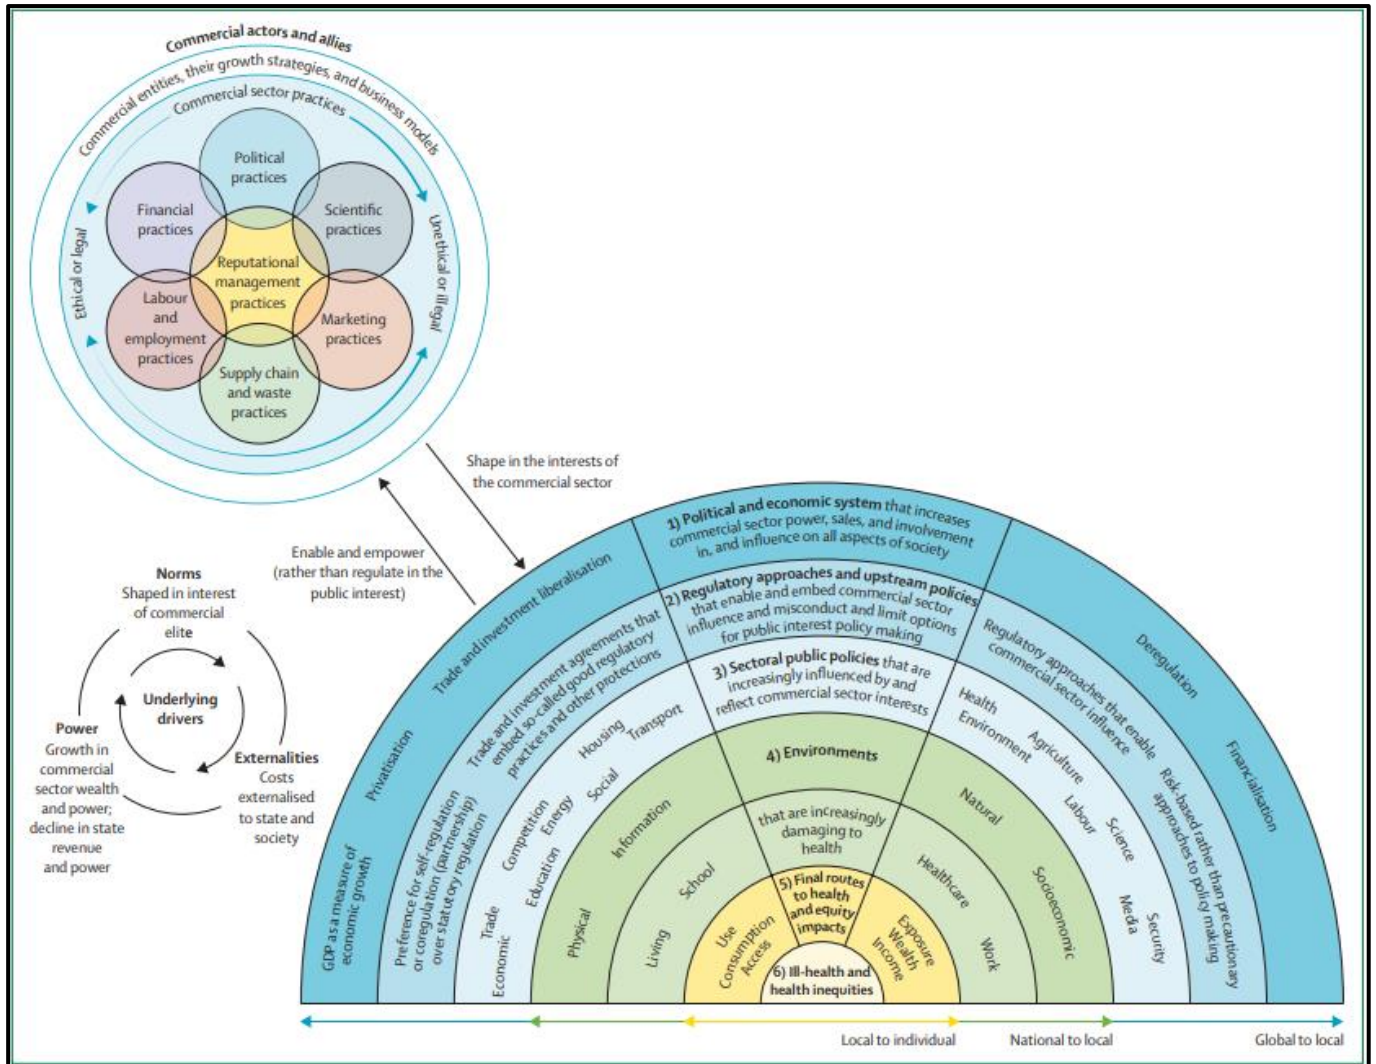 Commercial actors and allies
Commercial entities, their growth strategies, and business models
Commercial sector practices
Ethical or legal
Unethical or illegal
Political
practices
Financial
practices
Scientific
practices
Reputational
management
practices
Labour
and
employment
practices
Marketing
practices
Supply chain
and waste
practices
Shape in the interests of
the commercial sector
Enable and empower
(rather than regulate in the
public interest)
Norms
Shaped in interest
of commercial
elite
Underlying
drivers
Power
Growth in
commercial
sector wealth
and power;
decline in state
revenue
and power
Externalities
Costs
externalised
to state and
society
1) Political and economic system that increases
commercial sector power, sales, and involvement
in, and influence on all aspects of society
GDP as a measure of
economic growth
Privatisation
Trade and investment liberalisation
Deregulation
Financialisation
2) Regulatory approaches and upstream policies
that enable and embed commercial sector
influence and misconduct and limit options
for public interest policy making
Preference for self-regulation
or coregulation (partnership)
over statutory regulation
Trade and investment agreements that
embed so-called good regulatory
practices and other protections
Regulatory approaches that enable
commercial sector influence
Risk-based rather than precautionary
approaches to policy making
3) Sectoral public policies that are
increasingly influenced by and
reflect commercial sector interests
Trade
Economic
Competition
Education
Energy
Social
Housing
Transport
Health
Environment
Agriculture
Labour
Science
Media
Security
4) Environments
that are increasingly
damaging to
health
Physical
Information
Natural
Socioeconomic
Living
School
Healthcare
Work
5) Final routes
to health
and equity
impacts
Use
Consumption
Access
Exposure
Wealth
Income
6) Ill-health and
health inequities
Local to individual
National to local
Global to local